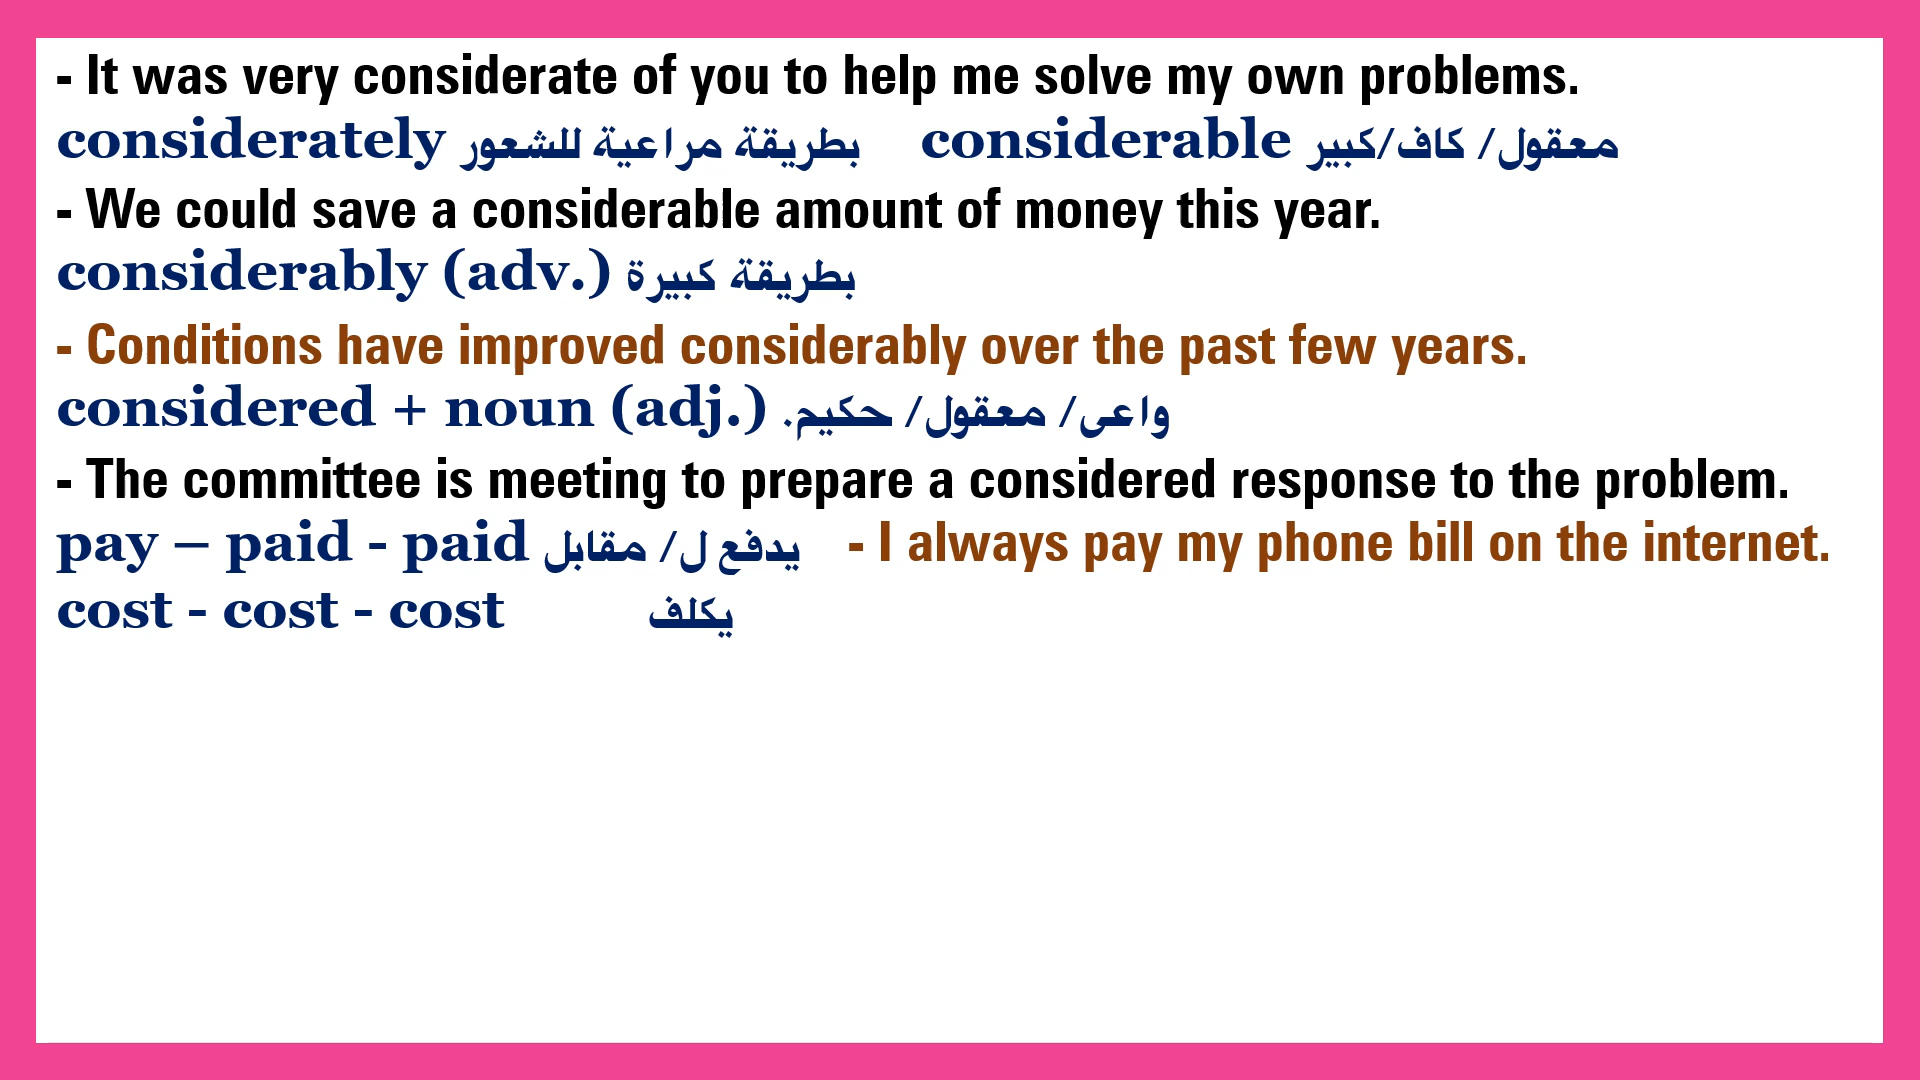 - It was very considerate of you to help me solve my own problems.
considerately بطريقة مراعية للشعور considerable معقول/ كاف/كبير
- We could save a considerable amount of money this year.
considerably (adv.) بطريقة كبيرة
- Conditions have improved considerably over the past few years.
considered + noun (adj.) واعى/ معقول/ حكيم.
- The committee is meeting to prepare a considered response to the problem.
pay – paid - paid يدفع ل/ مقابل - I always pay my phone bill on the internet.
cost - cost - cost يكلف